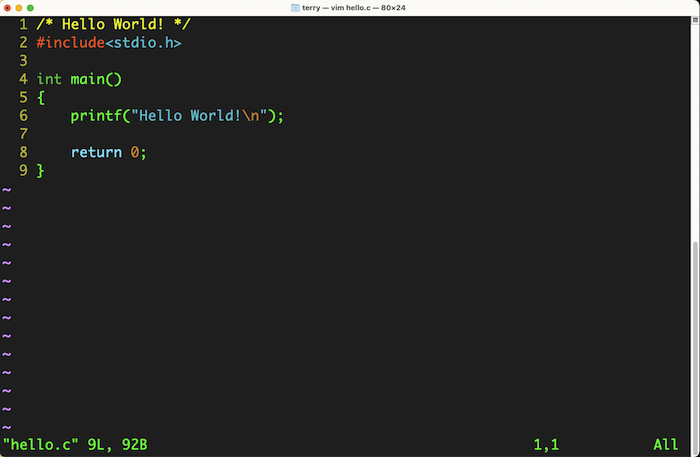 terry — vim hello.c — 80×24
1 /* Hello World! */
2 #include<stdio.h>
3
4 int main()
5 {
6     printf("Hello World!\n");
7
8     return 0;
9 }
~
~
~
~
~
~
~
~
~
~
~
~
~
~
"hello.c" 9L, 92B 1,1 All